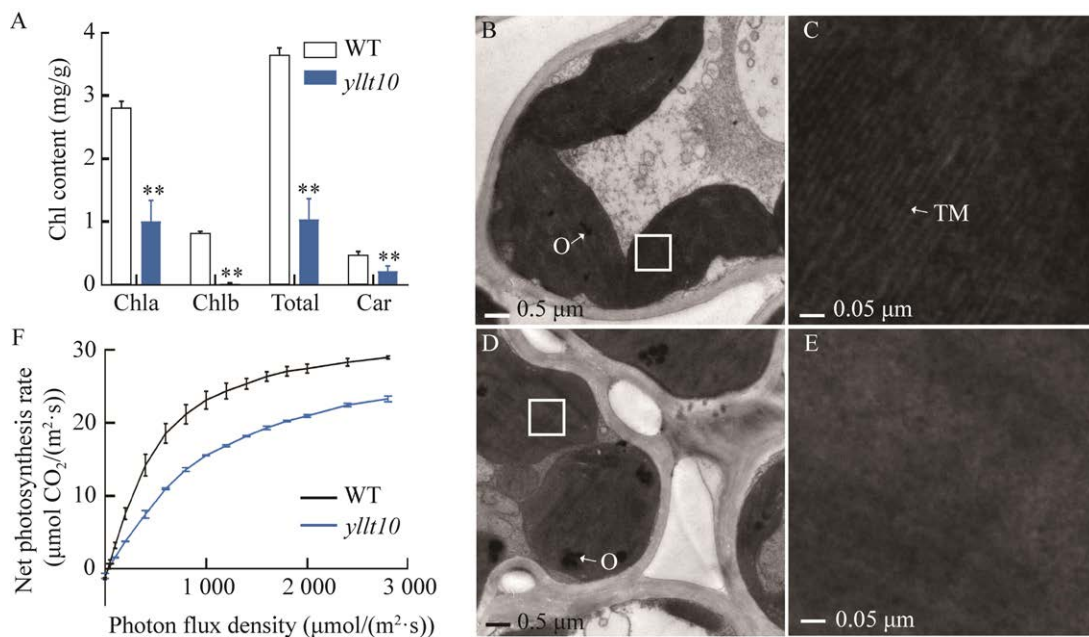 A
Chl content (mg/g)
4
3
2
1
0
WT
yllt10
**
**
**
**
Chla Chlb Total Car
B
O
0.5 μm
C
TM
0.05 μm
F
Net photosynthesis rate
(μmol CO2/(m²·s))
30
20
10
0
WT
yllt10
0 1 000 2 000 3 000
Photon flux density (μmol/(m²·s))
D
O
0.5 μm
E
0.05 μm